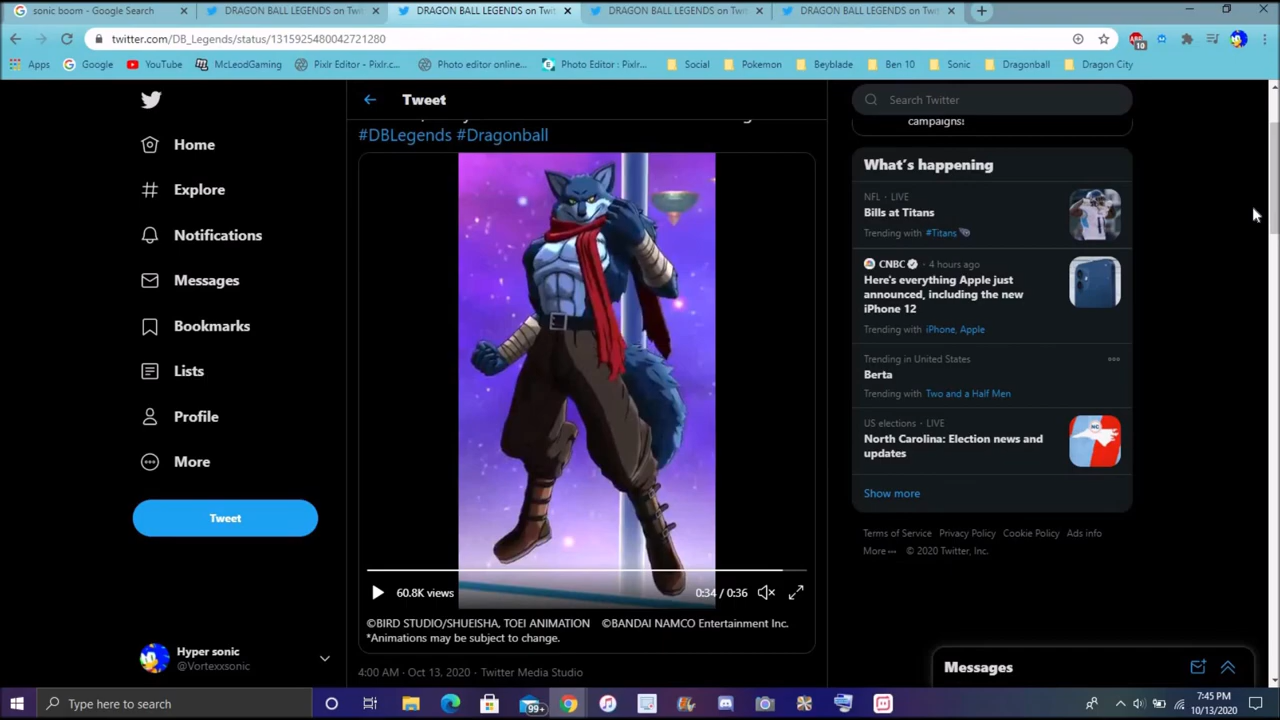 sonic boom - Google Search
DRAGON BALL LEGENDS on Twit
DRAGON BALL LEGENDS on Twit
DRAGON BALL LEGENDS on Twit
DRAGON BALL LEGENDS on Twit
twitter.com/DB_Legends/status/1315925480042721280
10
Apps
Google
YouTube
McLeodGaming
Pixlr Editor - Pixlr.c...
Photo editor online...
Photo Editor : Pixlr...
Social
Pokemon
Beyblade
Ben 10
Sonic
Dragonball
Dragon City
Home
Explore
Notifications
Messages
Bookmarks
Lists
Profile
More
Tweet
Hyper sonic
@Vortexxsonic
Tweet
#DBLegends #Dragonball
60.8K views
0:34 / 0:36
©BIRD STUDIO/SHUEISHA, TOEI ANIMATION ©BANDAI NAMCO Entertainment Inc.
*Animations may be subject to change.
4:00 AM · Oct 13, 2020 · Twitter Media Studio
Search Twitter
campaigns!
What's happening
NFL · LIVE
Bills at Titans
Trending with #Titans
CNBC · 4 hours ago
Here's everything Apple just
announced, including the new
iPhone 12
Trending with iPhone, Apple
Trending in United States
Berta
Trending with Two and a Half Men
US elections · LIVE
North Carolina: Election news and
updates
NC
Show more
Terms of Service Privacy Policy Cookie Policy Ads info
More © 2020 Twitter, Inc.
Messages
Type here to search
99+
7:45 PM
10/13/2020